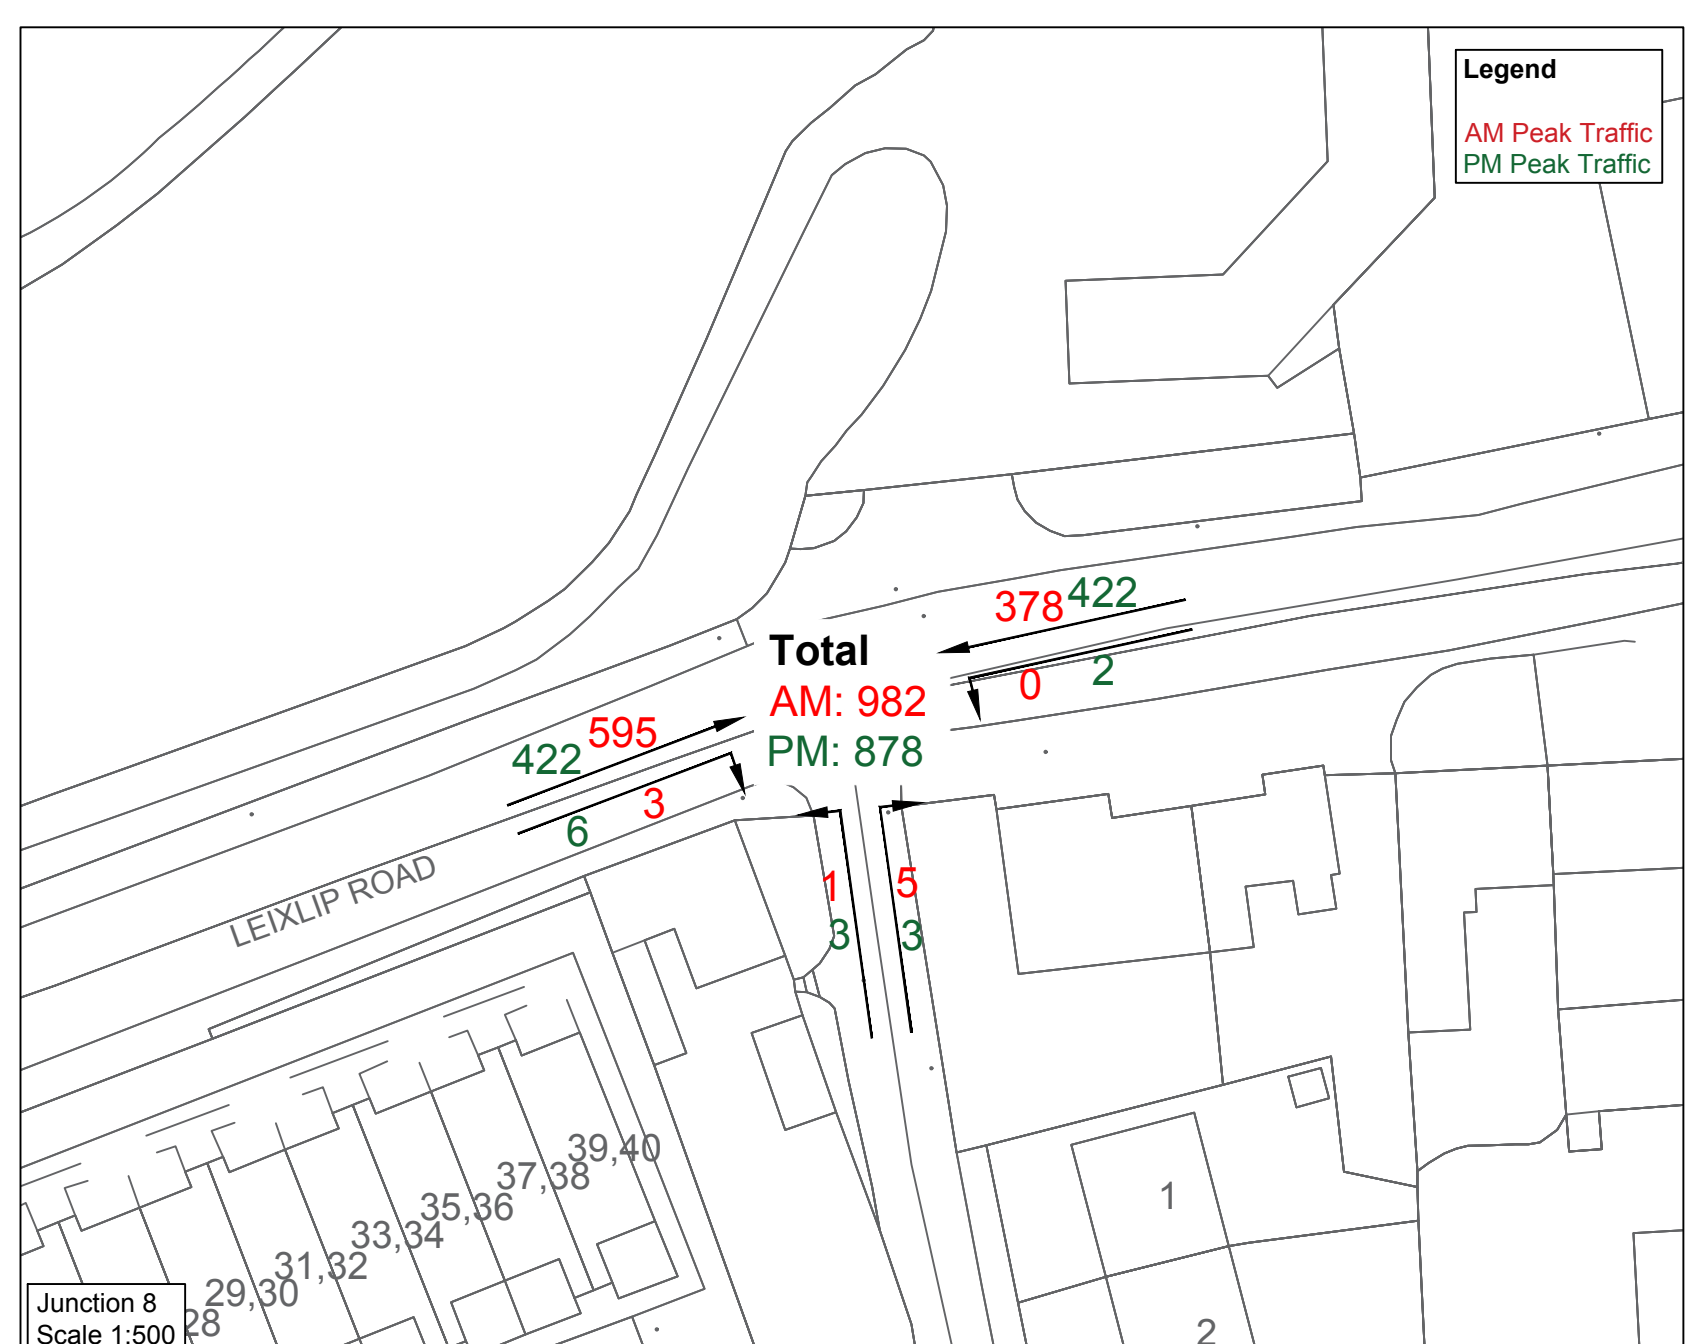 Legend
AM Peak Traffic
PM Peak Traffic
378 422
Total
0 2
AM: 982
595
422
PM: 878
3
6
LEIXLIP ROAD
1 5
3 3
39,40
37,38
35,36
33,34
31,32
29,30
28
1
2
Junction 8
Scale 1:500